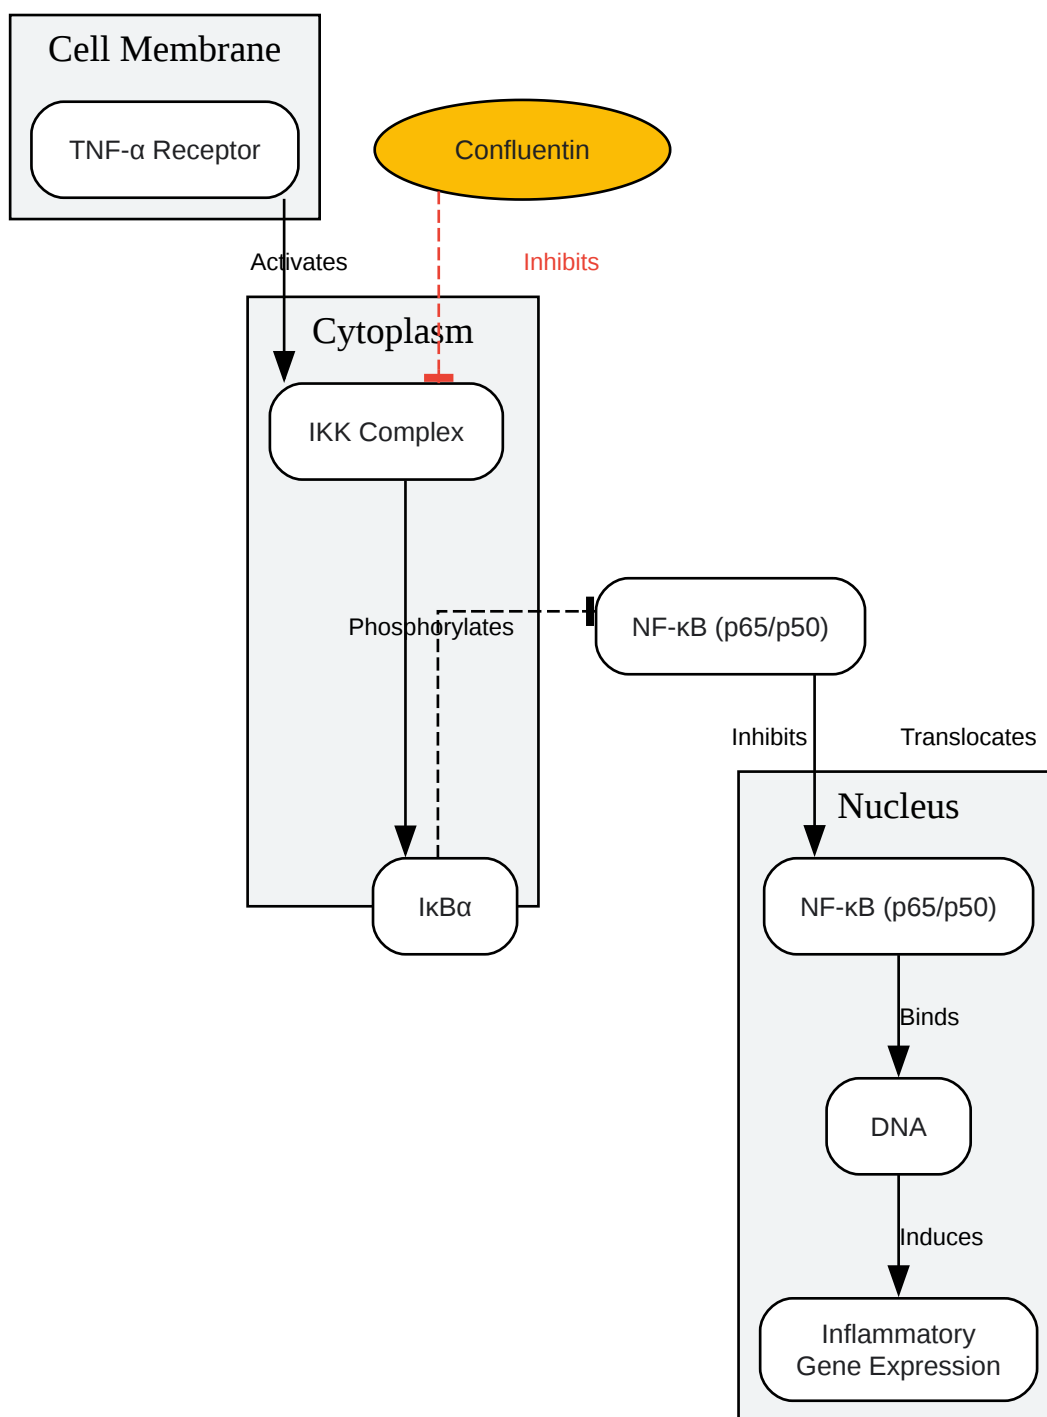 Cell Membrane
TNF-α Receptor
Confluentin
Activates
Inhibits
Cytoplasm
IKK Complex
Phosphorylates
NF-κB (p65/p50)
Inhibits
Translocates
Nucleus
IκBα
NF-κB (p65/p50)
Binds
DNA
Induces
Inflammatory
Gene Expression